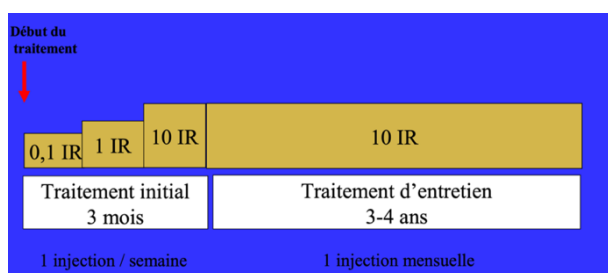 Début du
traitement
0,1 IR
1 IR
10 IR
10 IR
Traitement initial
3 mois
Traitement d'entretien
3-4 ans
1 injection / semaine
1 injection mensuelle